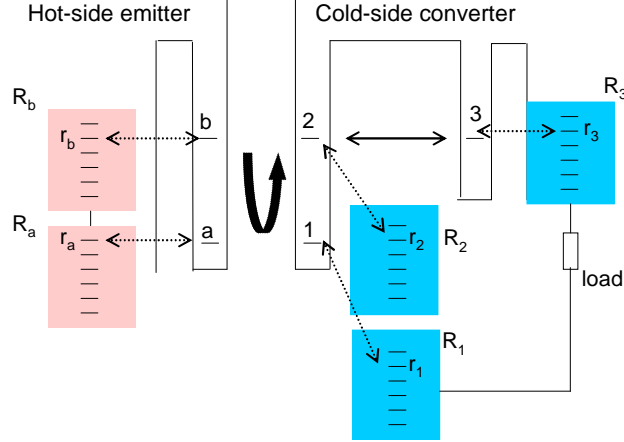 Hot-side emitter
Cold-side converter
R_b
r_b
b
2
3
R_3
r_3
R_a
r_a
a
1
r_2
R_2
load
R_1
r_1